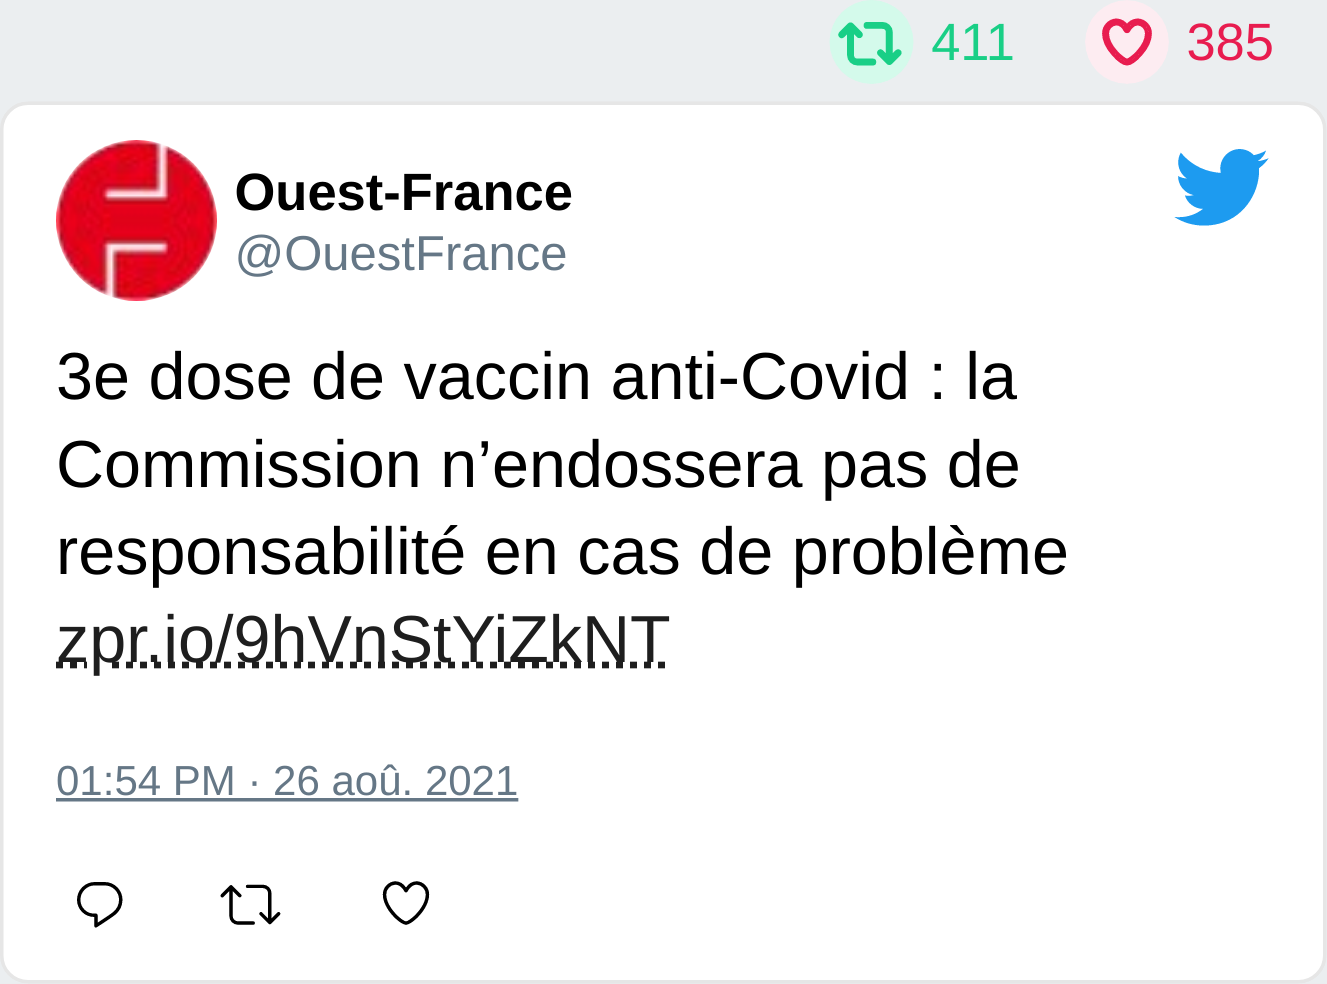 411 385
Ouest-France
@OuestFrance
3e dose de vaccin anti-Covid : la
Commission n’endossera pas de
responsabilité en cas de problème
zpr.io/9hVnStYiZkNT
01:54 PM · 26 aoû. 2021